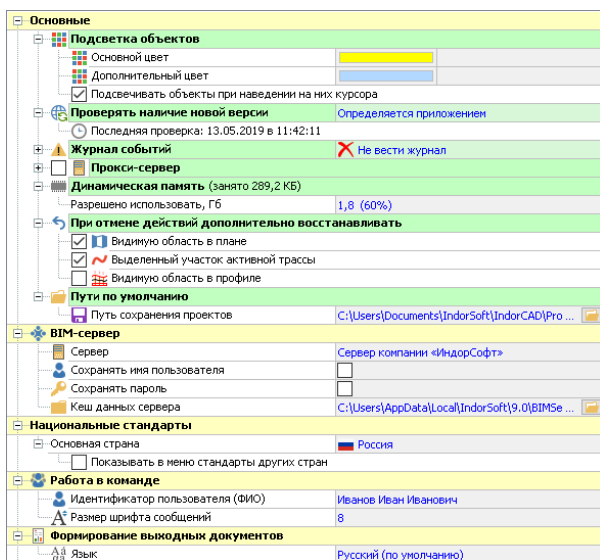 Основные
Подсветка объектов
Основной цвет
Дополнительный цвет
Подсвечивать объекты при наведении на них курсора
Проверять наличие новой версии Определяется приложением
Последняя проверка: 13.05.2019 в 11:42:11
Журнал событий Не вести журнал
Прокси-сервер
Динамическая память (занято 289,2 КБ)
Разрешено использовать, Гб 1,8 (60%)
При отмене действий дополнительно восстанавливать
Видимую область в плане
Выделенный участок активной трассы
Видимую область в профиле
Пути по умолчанию
Путь сохранения проектов C:\Users\Documents\IndorSoft\IndorCAD\Pro ...
BIM-сервер
Сервер Сервер компании «ИндорСофт»
Сохранять имя пользователя
Сохранять пароль
Кеш данных сервера C:\Users\AppData\Local\IndorSoft\9.0\BIMSe ...
Национальные стандарты
Основная страна Россия
Показывать в меню стандарты других стран
Работа в команде
Идентификатор пользователя (ФИО) Иванов Иван Иванович
Размер шрифта сообщений 8
Формирование выходных документов
Язык Русский (по умолчанию)